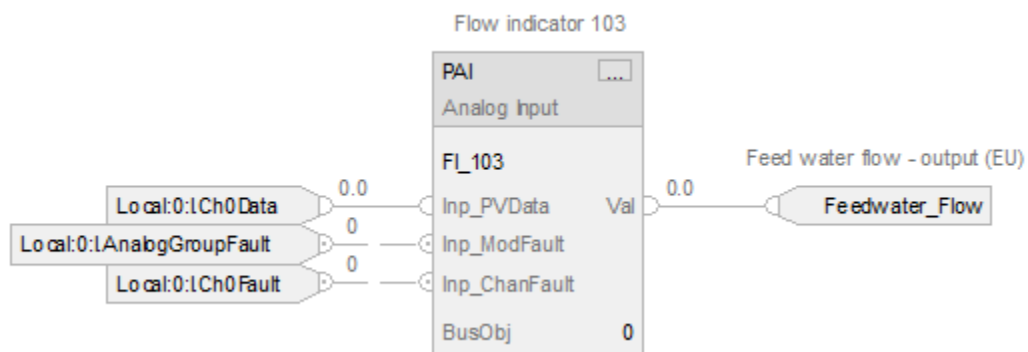 Flow indicator 103
PAI ...
Analog Input
FI_103
Feed water flow - output (EU)
Local:0:I.Ch0Data 0.0 Inp_PVData Val 0.0 Feedwater_Flow
Local:0:I.AnalogGroupFault 0 Inp_ModFault
Local:0:I.Ch0Fault 0 Inp_ChanFault
BusObj 0